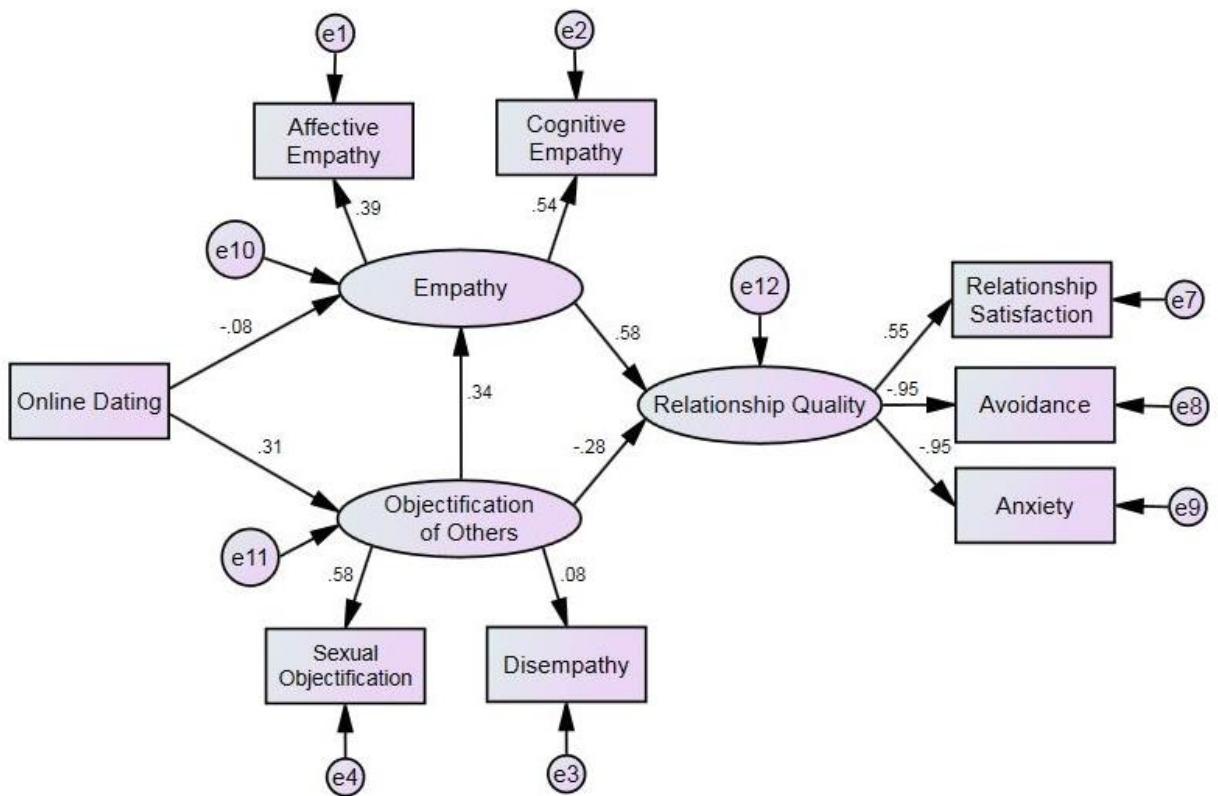 e1
e2
Affective
Empathy
Cognitive
Empathy
.39
.54
e10
Empathy
e12
Relationship
Satisfaction
e7
-.08
.58
.55
Online Dating
.34
Relationship Quality
-.95
Avoidance
e8
.31
-.28
-.95
Objectification
of Others
Anxiety
e9
e11
.58
.08
Sexual
Objectification
Disempathy
e4
e3